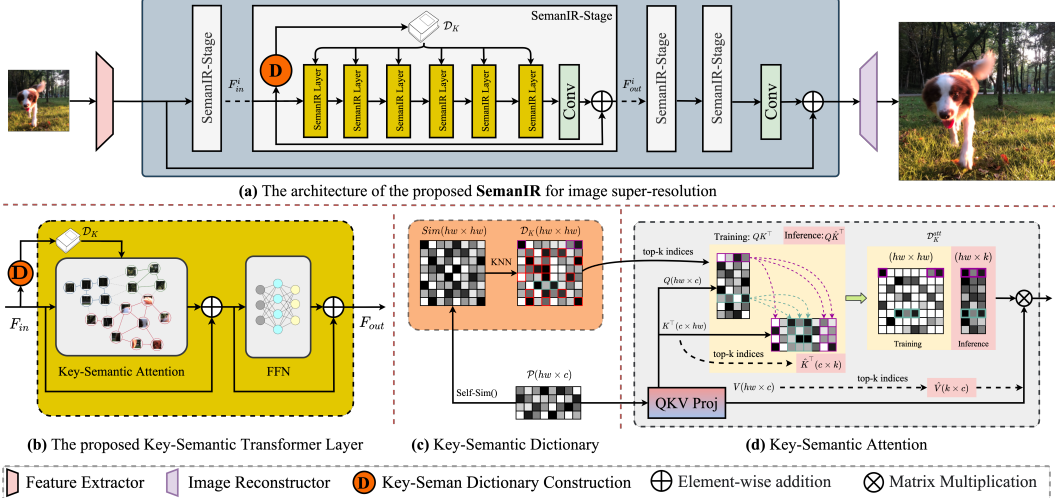 SemanIR-Stage
SemanIR-Stage
D_K
D
F^i_in
SemanIR Layer
SemanIR Layer
SemanIR Layer
SemanIR Layer
SemanIR Layer
SemanIR Layer
Conv
F^i_out
SemanIR-Stage
SemanIR-Stage
Conv
(a) The architecture of the proposed SemanIR for image super-resolution
D_K
D
F_in
Key-Semantic Attention
FFN
F_out
(b) The proposed Key-Semantic Transformer Layer
Sim(hw × hw)
D_K(hw × hw)
KNN
Self-Sim()
P(hw × c)
(c) Key-Semantic Dictionary
top-k indices
Training: QK^⊤
Inference: QK̂^⊤
Q(hw × c)
K^⊤(c × hw)
top-k indices
K̂^⊤(c × k)
D_K^att
(hw × hw)
(hw × k)
Training
Inference
QKV Proj
V(hw × c)
top-k indices
V̂(k × c)
(d) Key-Semantic Attention
Feature Extractor
Image Reconstructor
D
Key-Seman Dictionary Construction
Element-wise addition
Matrix Multiplication